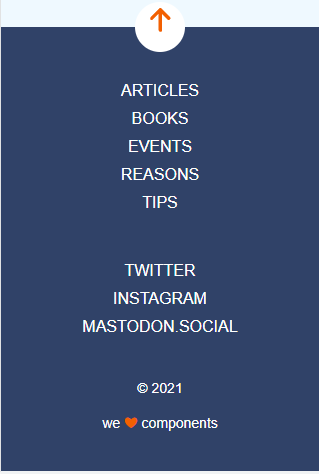 ARTICLES
BOOKS
EVENTS
REASONS
TIPS
TWITTER
INSTAGRAM
MASTODON.SOCIAL
© 2021
we 🧡 components